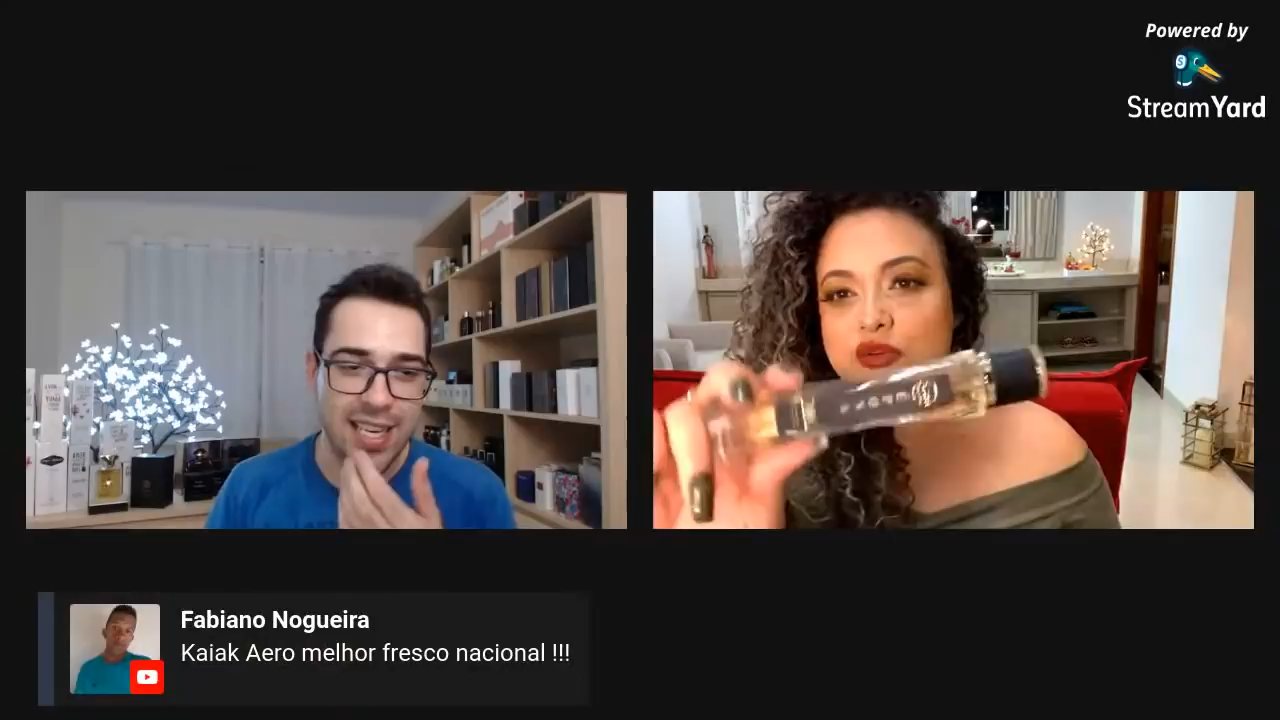 Powered by
StreamYard
Fabiano Nogueira
Kaiak Aero melhor fresco nacional !!!